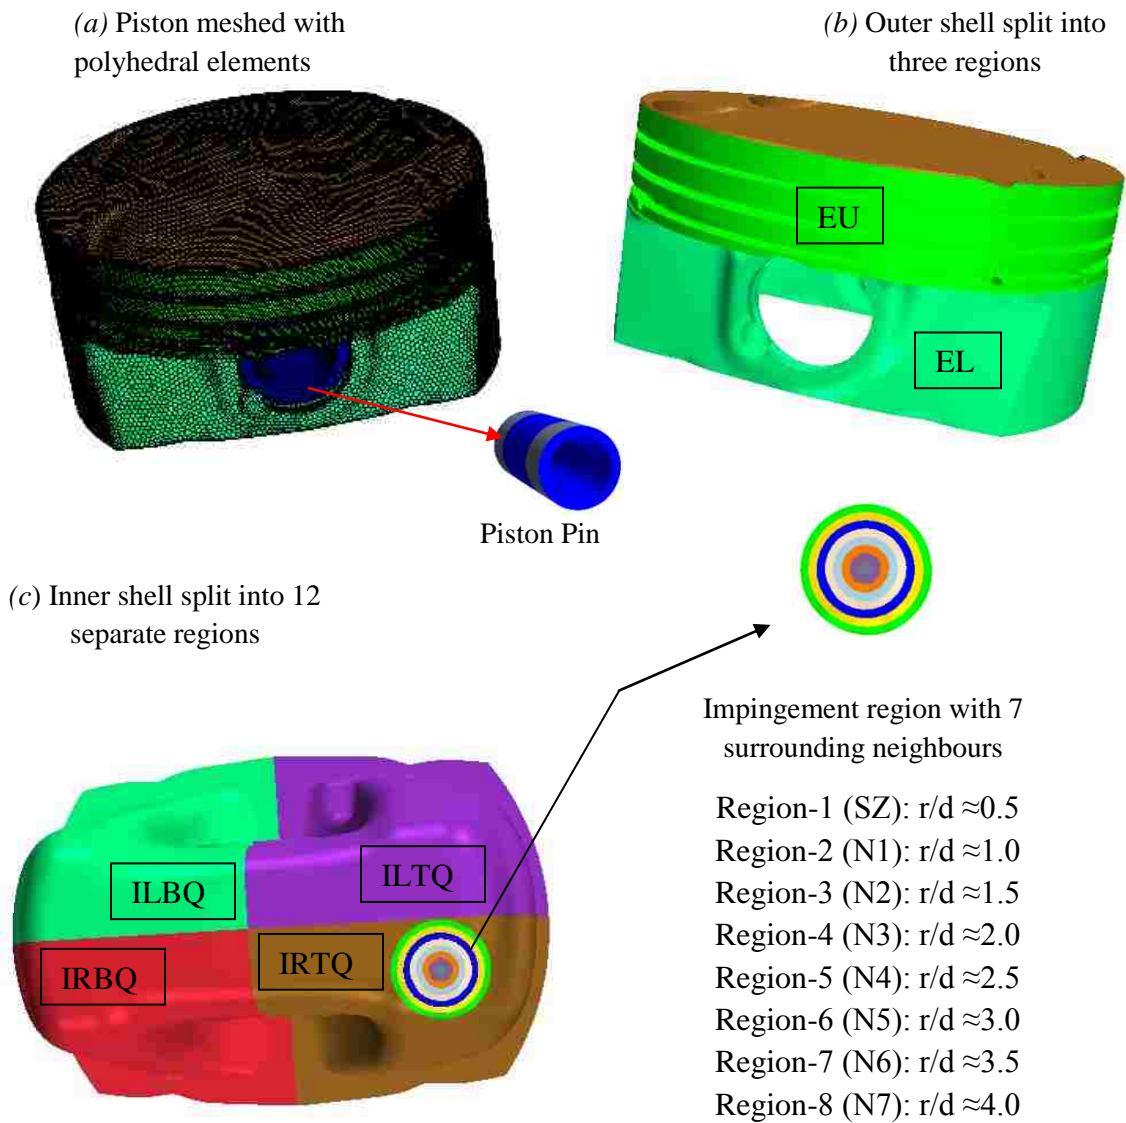 (a) Piston meshed with
polyhedral elements
(b) Outer shell split into
three regions
EU
EL
Piston Pin
(c) Inner shell split into 12
separate regions
Impingement region with 7
surrounding neighbours
Region-1 (SZ): r/d ≈0.5
Region-2 (N1): r/d ≈1.0
Region-3 (N2): r/d ≈1.5
Region-4 (N3): r/d ≈2.0
Region-5 (N4): r/d ≈2.5
Region-6 (N5): r/d ≈3.0
Region-7 (N6): r/d ≈3.5
Region-8 (N7): r/d ≈4.0
ILBQ
ILTQ
IRBQ
IRTQ